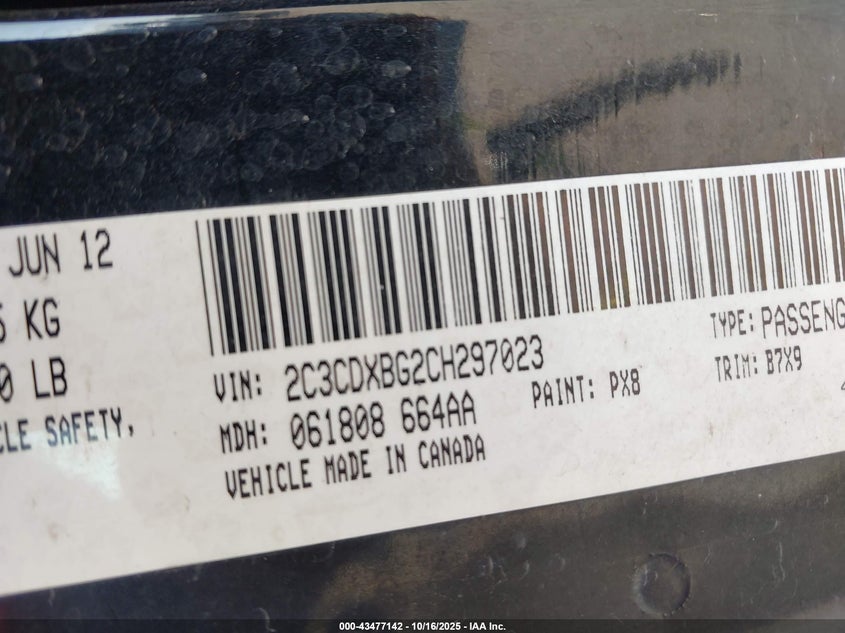 JUN 12
KG
LB
SAFETY,
VIN: 2C3CDXBG2CH297023
TYPE: PASSENG
MDH: 061808 664AA
PAINT: PX8
TRIM: B7X9
VEHICLE MADE IN CANADA
000-43477142 - 10/16/2025 - IAA Inc.